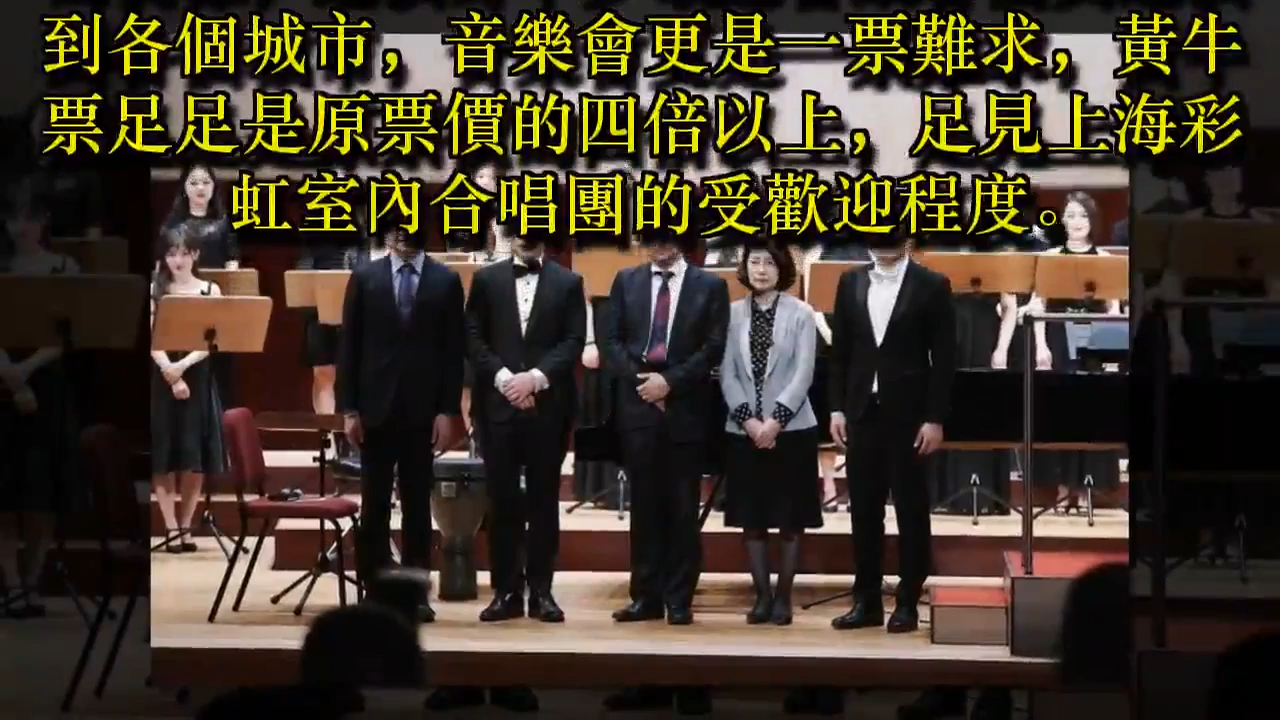 到各個城市，音樂會更是一票難求，黃牛
票足足是原票價的四倍以上，足見上海彩
虹室內合唱團的受歡迎程度。